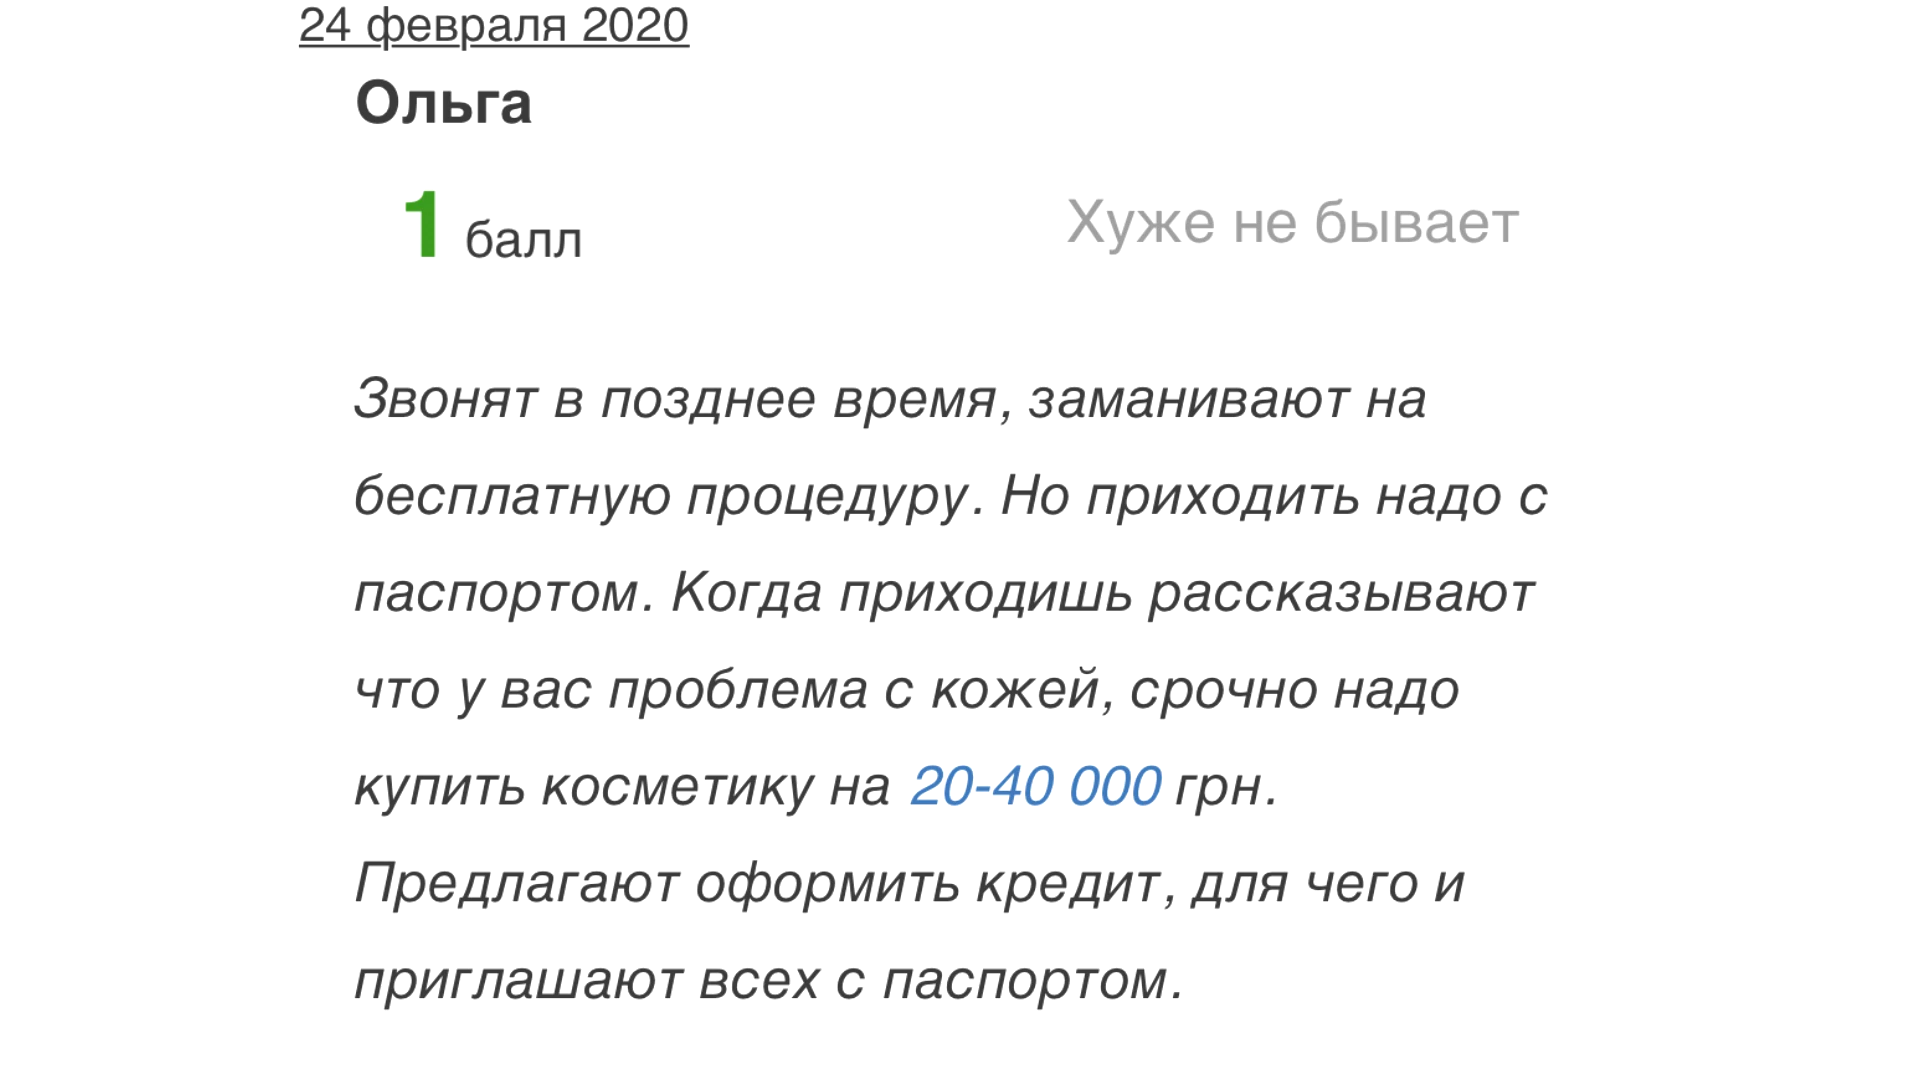 24 февраля 2020
Ольга
1 балл
Хуже не бывает
Звонят в позднее время, заманивают на
бесплатную процедуру. Но приходить надо с
паспортом. Когда приходишь рассказывают
что у вас проблема с кожей, срочно надо
купить косметику на 20-40 000 грн.
Предлагают оформить кредит, для чего и
приглашают всех с паспортом.